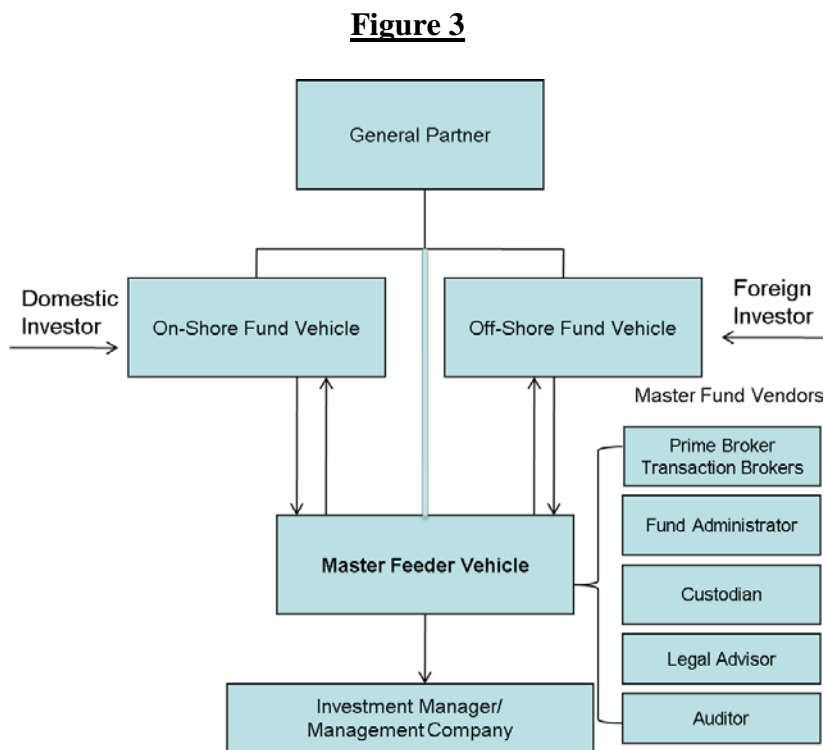 Figure 3
General Partner
Domestic
Investor
On-Shore Fund Vehicle
Off-Shore Fund Vehicle
Foreign
Investor
Master Fund Vendors
Prime Broker
Transaction Brokers
Fund Administrator
Master Feeder Vehicle
Custodian
Legal Advisor
Investment Manager/
Management Company
Auditor